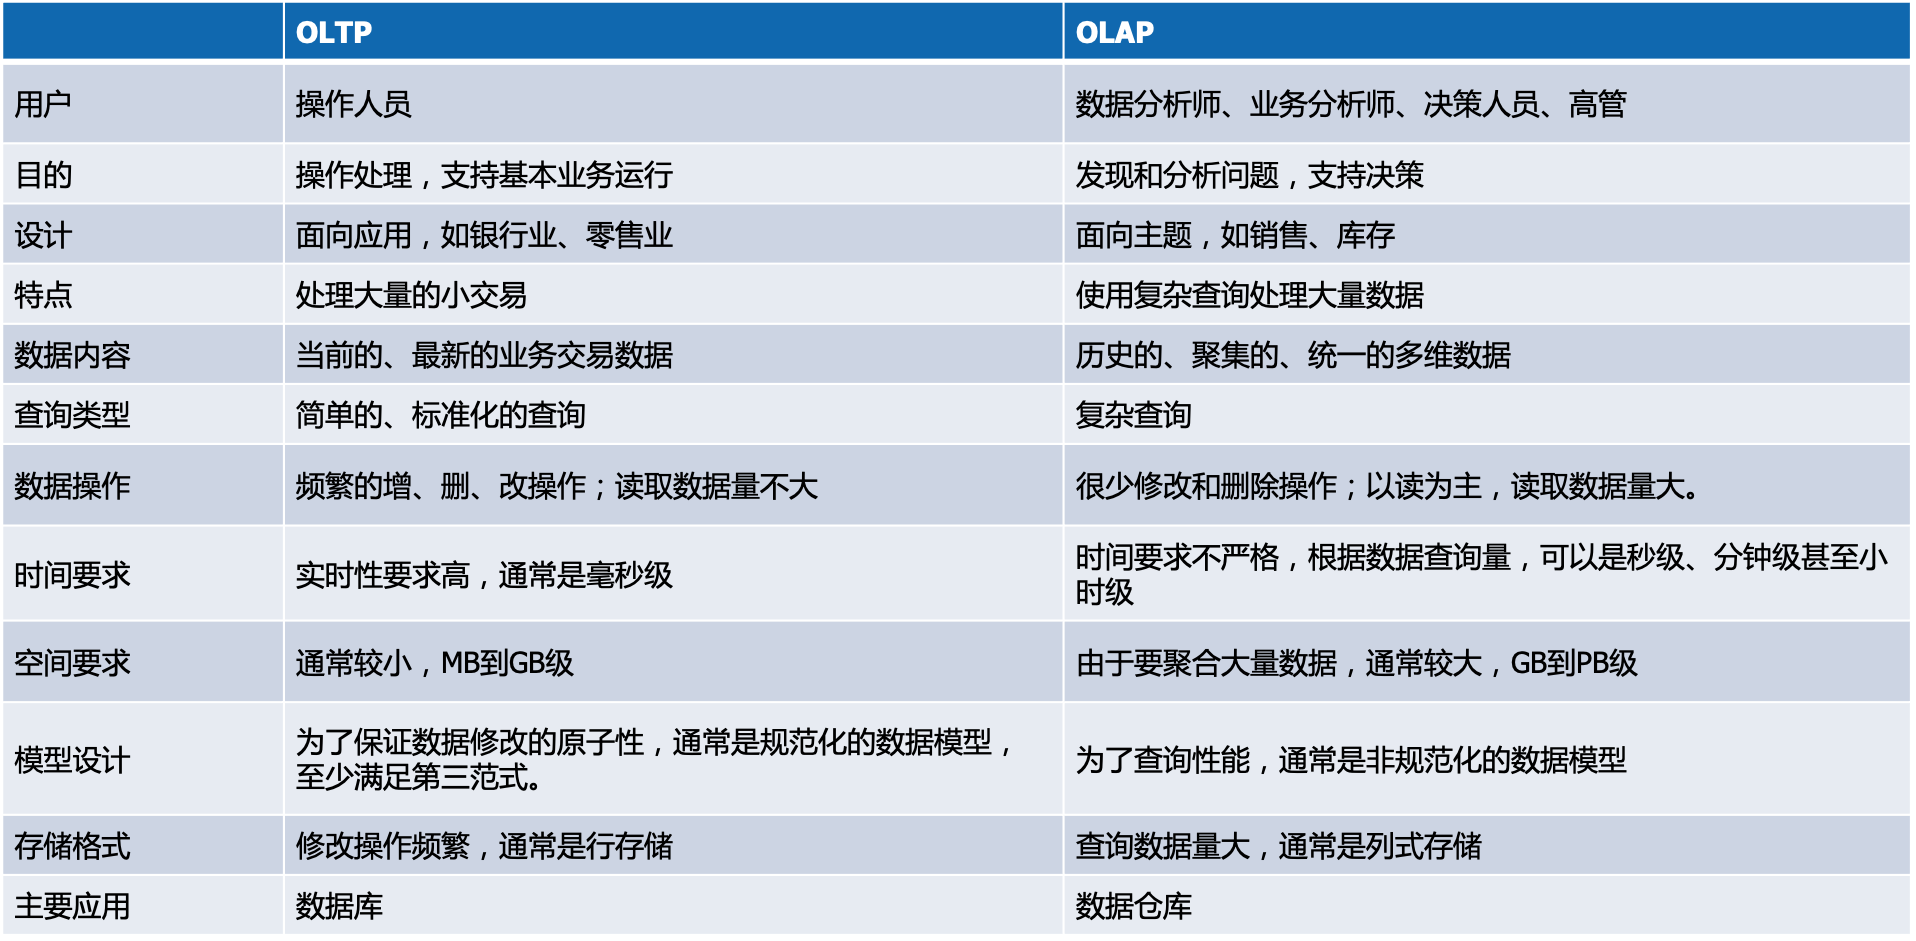 OLTP
OLAP
用户
操作人员
数据分析师、业务分析师、决策人员、高管
目的
操作处理，支持基本业务运行
发现和分析问题，支持决策
设计
面向应用，如银行业、零售业
面向主题，如销售、库存
特点
处理大量的小交易
使用复杂查询处理大量数据
数据内容
当前的、最新的业务交易数据
历史的、聚集的、统一的多维数据
查询类型
简单的、标准化的查询
复杂查询
数据操作
频繁的增、删、改操作；读取数据量不大
很少修改和删除操作；以读为主，读取数据量大。
时间要求
实时性要求高，通常是毫秒级
时间要求不严格，根据数据查询量，可以是秒级、分钟级甚至小
时级
空间要求
通常较小，MB到GB级
由于要聚合大量数据，通常较大，GB到PB级
模型设计
为了保证数据修改的原子性，通常是规范化的数据模型，
至少满足第三范式。
为了查询性能，通常是非规范化的数据模型
存储格式
修改操作频繁，通常是行存储
查询数据量大，通常是列式存储
主要应用
数据库
数据仓库